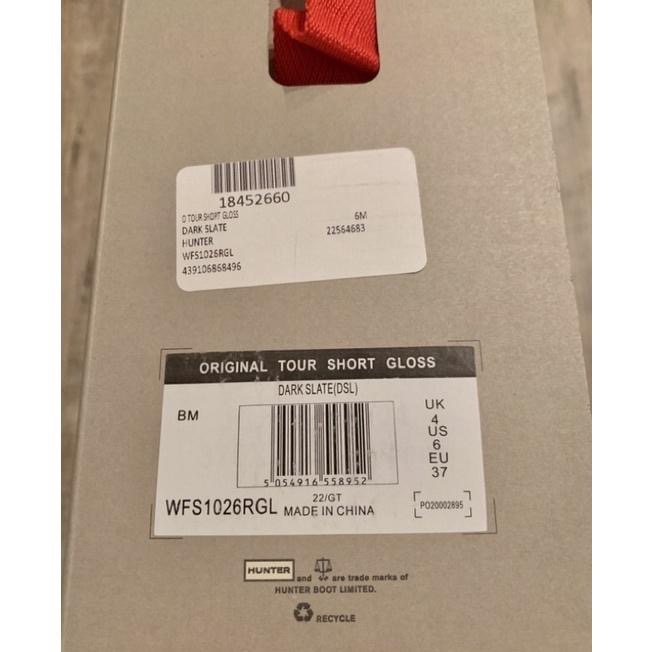 18452660
O TOUR SHORT GLOSS 6M
DARK SLATE 22564683
HUNTER
WFS1026RGL
439106868496
ORIGINAL TOUR SHORT GLOSS
DARK SLATE(DSL)
BM
UK
4
US
6
EU
37
5 054916 558952
WFS1026RGL
22/GT
MADE IN CHINA
PO20002895
HUNTER and are trade marks of
HUNTER BOOT LIMITED.
RECYCLE